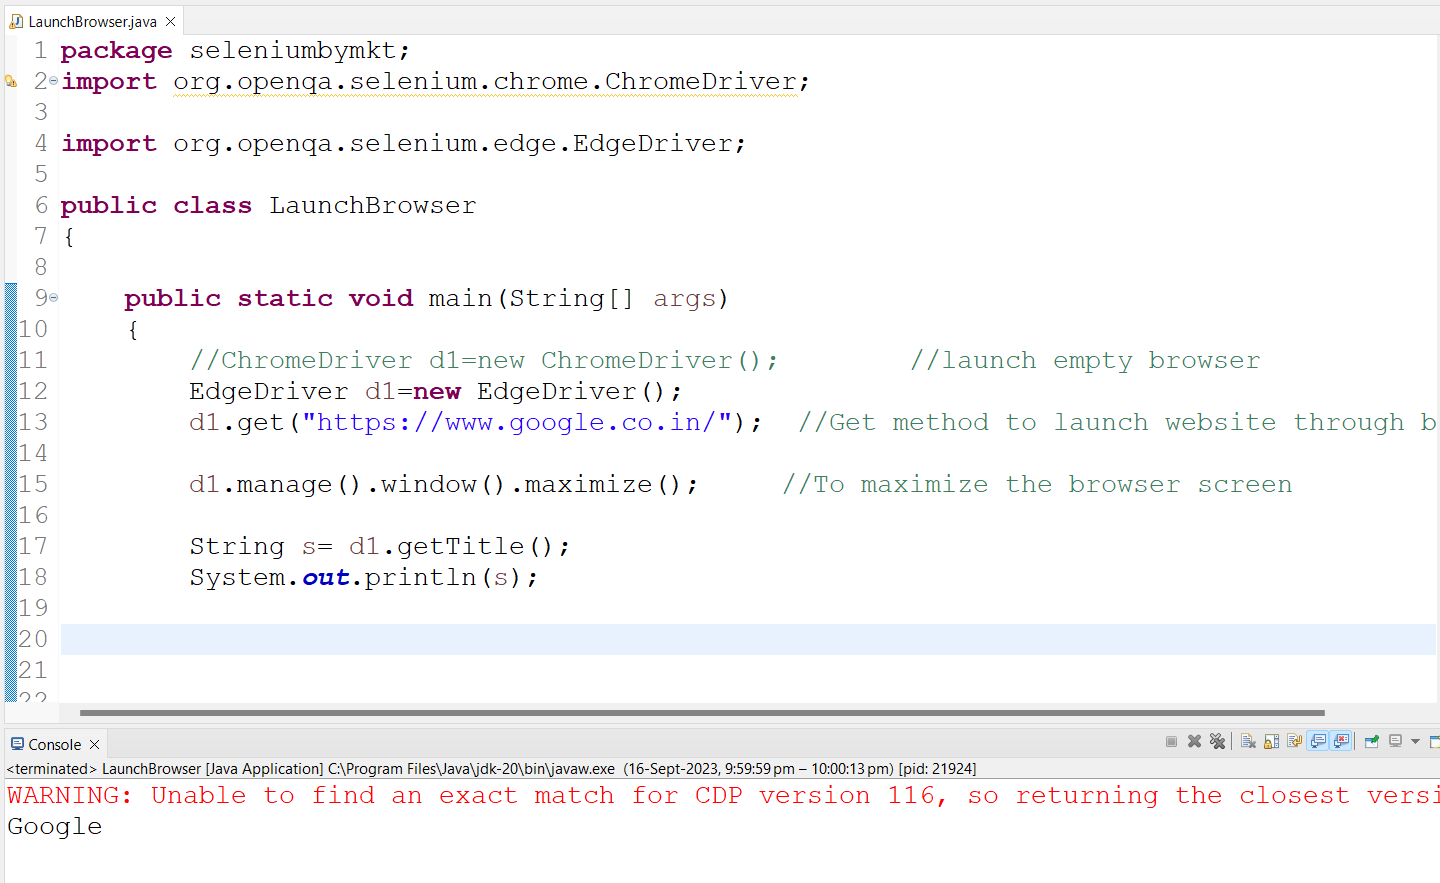 LaunchBrowser.java
1 package seleniumbymkt;
2 import org.openqa.selenium.chrome.ChromeDriver;
3
4 import org.openqa.selenium.edge.EdgeDriver;
5
6 public class LaunchBrowser
7 {
8
9 public static void main(String[] args)
10 {
11 //ChromeDriver d1=new ChromeDriver(); //launch empty browser
12 EdgeDriver d1=new EdgeDriver();
13 d1.get("https://www.google.co.in/"); //Get method to launch website through b
14
15 d1.manage().window().maximize(); //To maximize the browser screen
16
17 String s= d1.getTitle();
18 System.out.println(s);
19
20
21
22
Console
<terminated> LaunchBrowser [Java Application] C:\Program Files\Java\jdk-20\bin\javaw.exe (16-Sept-2023, 9:59:59 pm – 10:00:13 pm) [pid: 21924]
WARNING: Unable to find an exact match for CDP version 116, so returning the closest versi
Google